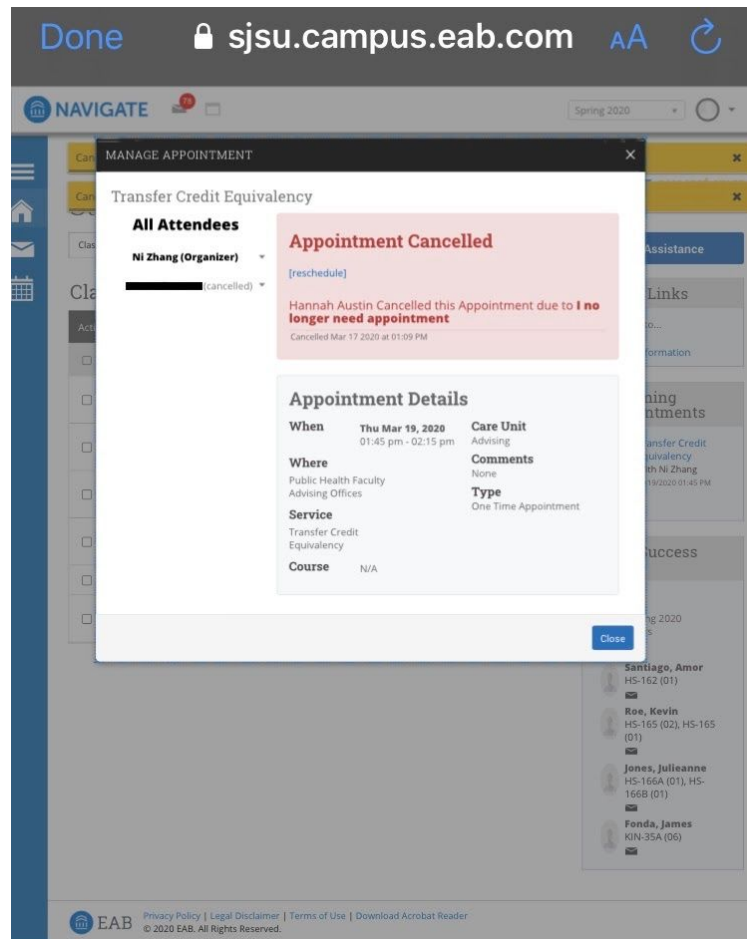 Done
sjsu.campus.eab.com
AA
NAVIGATE
78
Spring 2020
Can
Can
MANAGE APPOINTMENT
Transfer Credit Equivalency
All Attendees
Ni Zhang (Organizer)
(cancelled)
Appointment Cancelled
[reschedule]
Hannah Austin Cancelled this Appointment due to I no
longer need appointment
Cancelled Mar 17 2020 at 01:09 PM
Appointment Details
When
Thu Mar 19, 2020
01:45 pm - 02:15 pm
Where
Public Health Faculty
Advising Offices
Service
Transfer Credit
Equivalency
Course
N/A
Care Unit
Advising
Comments
None
Type
One Time Appointment
Close
Clas
Cla
Acti
Assistance
Links
o...
formation
ning
ntments
ansfer Credit
quivalency
th Ni Zhang
/19/2020 01:45 PM
uccess
ng 2020
s
Santiago, Amor
HS-162 (01)
Roe, Kevin
HS-165 (02), HS-165
(01)
Jones, Julieanne
HS-166A (01), HS-
166B (01)
Fonda, James
KIN-35A (06)
EAB
Privacy Policy | Legal Disclaimer | Terms of Use | Download Acrobat Reader
© 2020 EAB. All Rights Reserved.